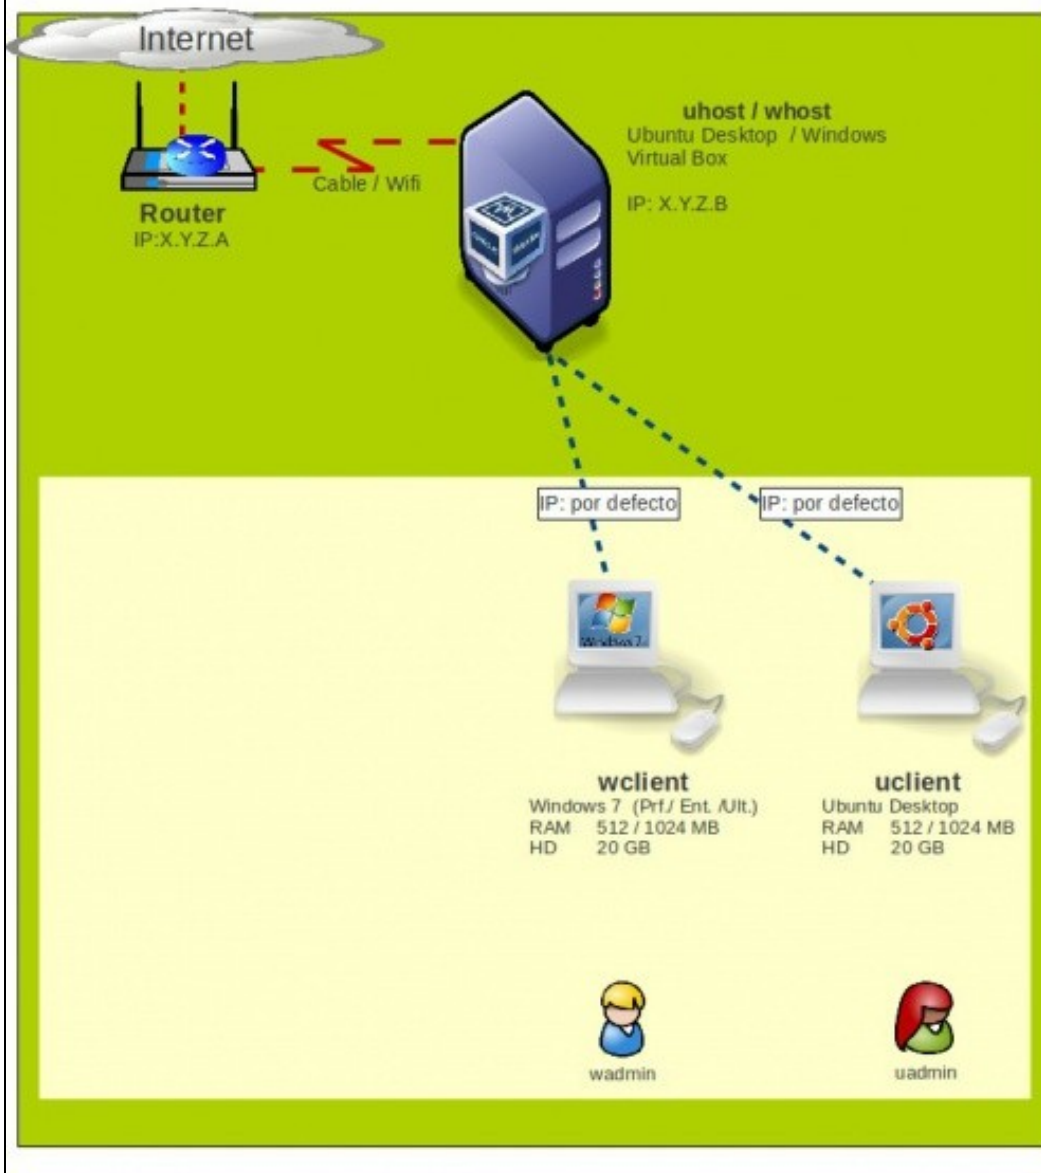 Internet
uhost / whost
Ubuntu Desktop / Windows
Virtual Box
IP: X.Y.Z.B
Cable / Wifi
Router
IP:X.Y.Z.A
IP: por defecto
IP: por defecto
Windows 7
wclient
Windows 7 (Prf./ Ent. /Ult.)
RAM 512 / 1024 MB
HD 20 GB
uclient
Ubuntu Desktop
RAM 512 / 1024 MB
HD 20 GB
wadmin
uadmin